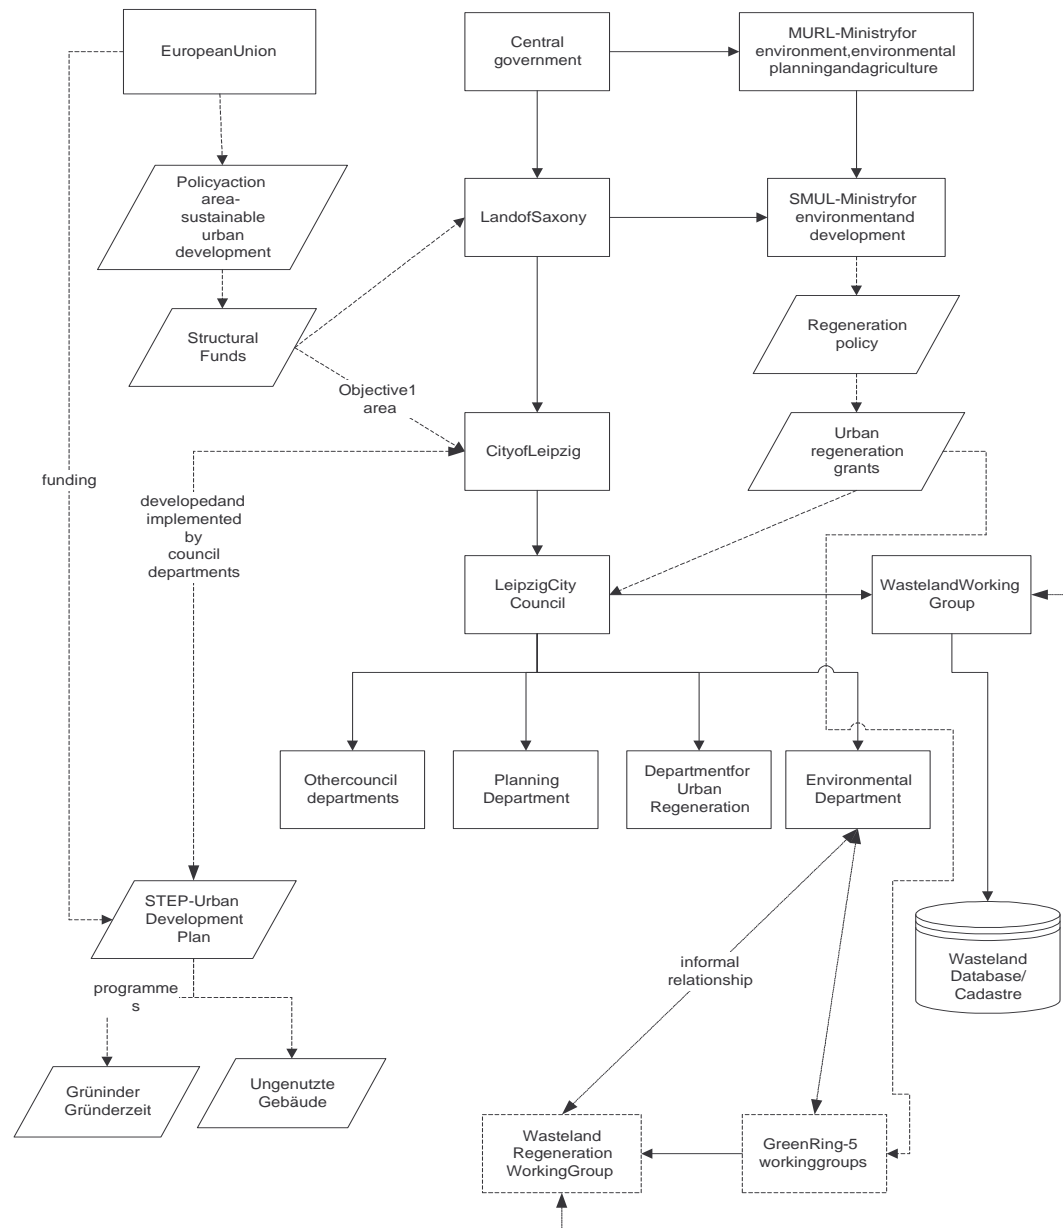 EuropeanUnion
Central
government
MURL-Ministryfor
environment,environmental
planningandagriculture
Policyaction
area-
sustainable
urban
development
LandofSaxony
SMUL-Ministryfor
environmentand
development
Structural
Funds
Regeneration
policy
Objective1
area
CityofLeipzig
Urban
regeneration
grants
funding
developedand
implemented
by
council
departments
LeipzigCity
Council
WastelandWorking
Group
Othercouncil
departments
Planning
Department
Departmentfor
Urban
Regeneration
Environmental
Department
STEP-Urban
Development
Plan
informal
relationship
Wasteland
Database/
Cadastre
programme
s
Grüninder
Gründerzeit
Ungenutzte
Gebäude
Wasteland
Regeneration
WorkingGroup
GreenRing-5
workinggroups